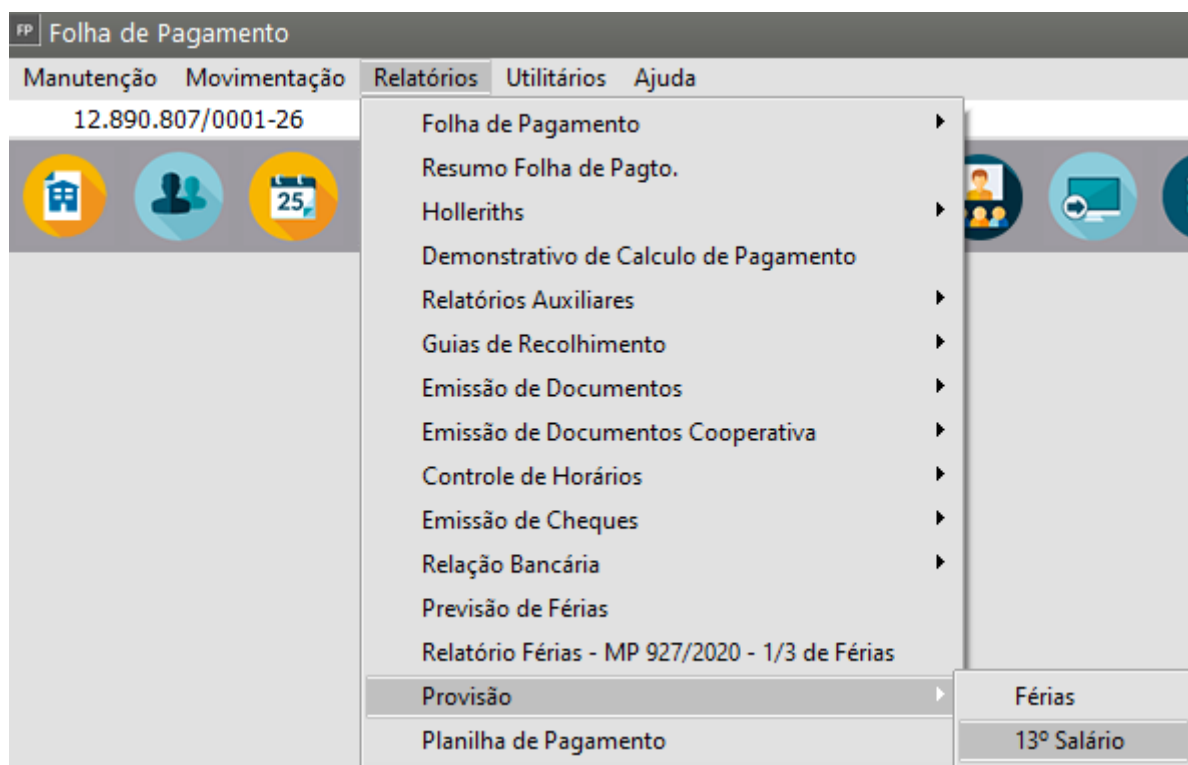 FP Folha de Pagamento
Manutenção Movimentação Relatórios Utilitários Ajuda
12.890.807/0001-26
25
Folha de Pagamento
Resumo Folha de Pagto.
Holleriths
Demonstrativo de Calculo de Pagamento
Relatórios Auxiliares
Guias de Recolhimento
Emissão de Documentos
Emissão de Documentos Cooperativa
Controle de Horários
Emissão de Cheques
Relação Bancária
Previsão de Férias
Relatório Férias - MP 927/2020 - 1/3 de Férias
Provisão
Férias
Planilha de Pagamento
13º Salário